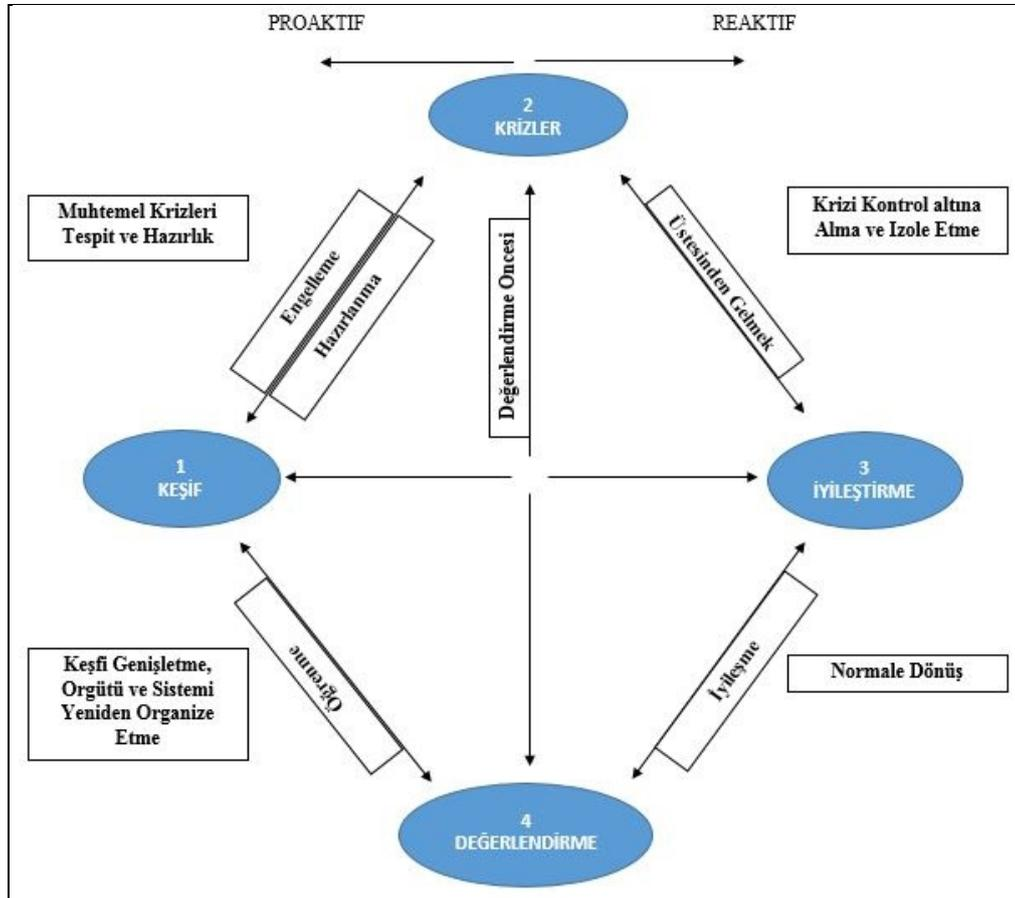 PROAKTIF
REAKTIF
2
KRİZLER
Muhtemel Krizleri
Tespit ve Hazırlık
Engelleme
Hazırlanma
Değerlendirme Oncesi
Üstesinden Gelmek
Krizi Kontrol altına
Alma ve Izole Etme
1
KEŞİF
3
İYİLEŞTİRME
Keşfi Genişletme,
Orgütü ve Sistemi
Yeniden Organize
Etme
Öğrenme
İyileşme
Normale Dönüş
4
DEĞERLENDİRME